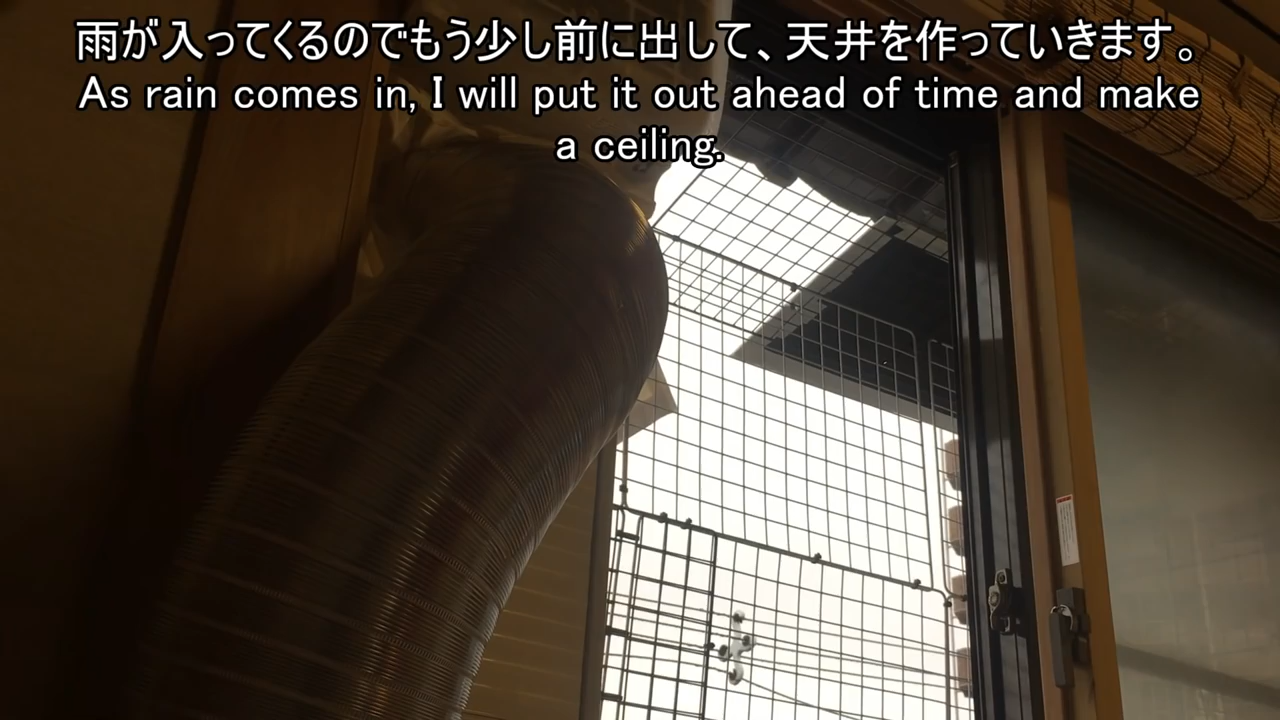 雨が入ってくるのでもう少し前に出して、天井を作っていきます。
As rain comes in, I will put it out ahead of time and make
a ceiling.